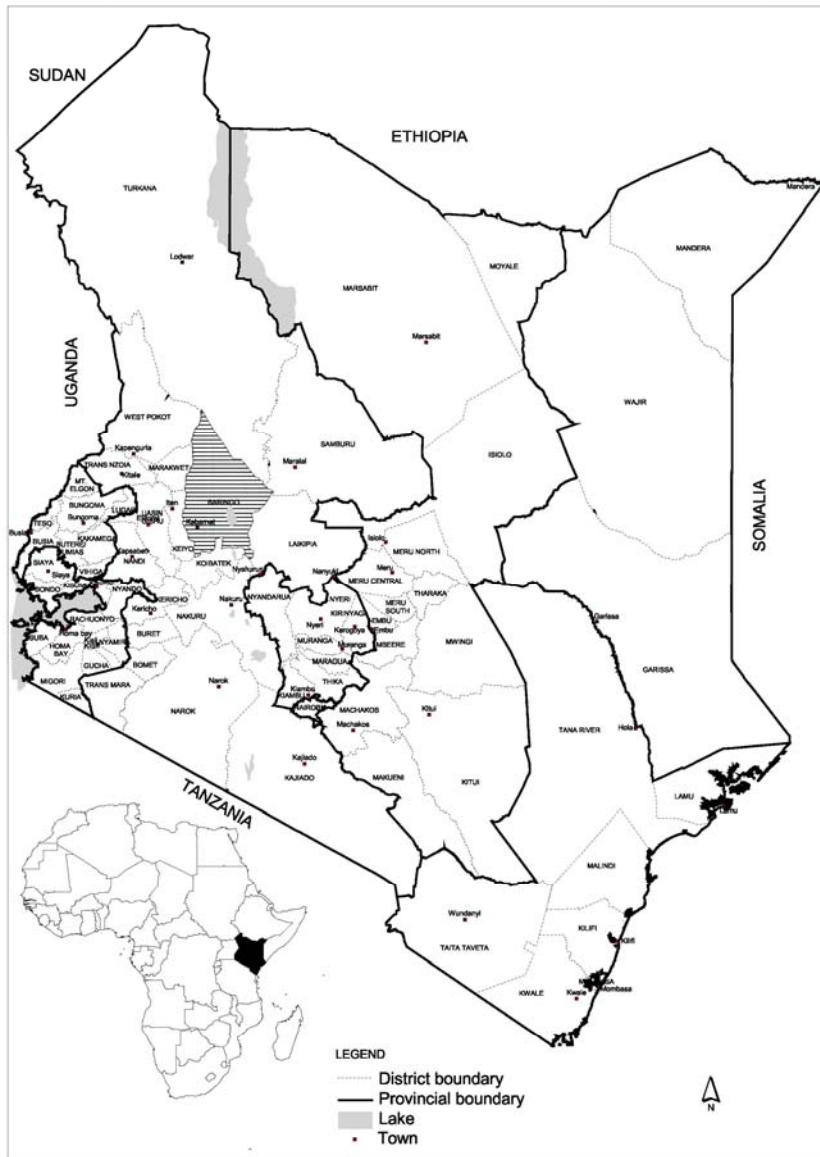 SUDAN
ETHIOPIA
UGANDA
SOMALIA
TANZANIA
TURKANA
Lodwar
MARSABIT
Marsabit
MOYALE
Mandera
MANDERA
WAJIR
WEST POKOT
Kapenguria
TRANS NZOIA
Kitale
MARAKWET
MT.
ELGON
BUNGOMA
Bungoma
LUGARI
UASIN
Iten
BARINGO
Kabarnet
SAMBURU
Maralal
ISIOLO
Isiolo
TESO
Busia
BUSIA
KAKAMEGA
SIAYA
Siaya
VIHIGA
BONDO
Kapsabet
NANDI
KEIYO
KOIBATEK
LAIKIPIA
Nyahururu
Nanyuki
MERU NORTH
Meru
MERU CENTRAL
THARAKA
NYANDO
KERICHO
Kericho
Nakuru
NAKURU
NYANDARUA
NYERI
Nyeri
KIRINYAGA
Kerogoya
MERU
SOUTH
EMBU
Embu
MBEERE
MWINGI
Garissa
GARISSA
RACHUONYO
Homa bay
SUBA
HOMA
BAY
Kisii
NYAMIRA
BURET
GUCHA
BOMET
MIGORI
KURIA
TRANS MARA
Narok
NAROK
MURANGA
Muranga
MARAGUA
THIKA
Kiambu
KIAMBU
NAIROBI
MACHAKOS
Machakos
Kitui
KITUI
Kajiado
KAJIADO
MAKUENI
TANA RIVER
Hola
LAMU
Lamu
MALINDI
Wundanyi
TAITA TAVETA
KILIFI
Kilifi
KWALE
Kwale
Mombasa
LEGEND
District boundary
Provincial boundary
Lake
Town
N